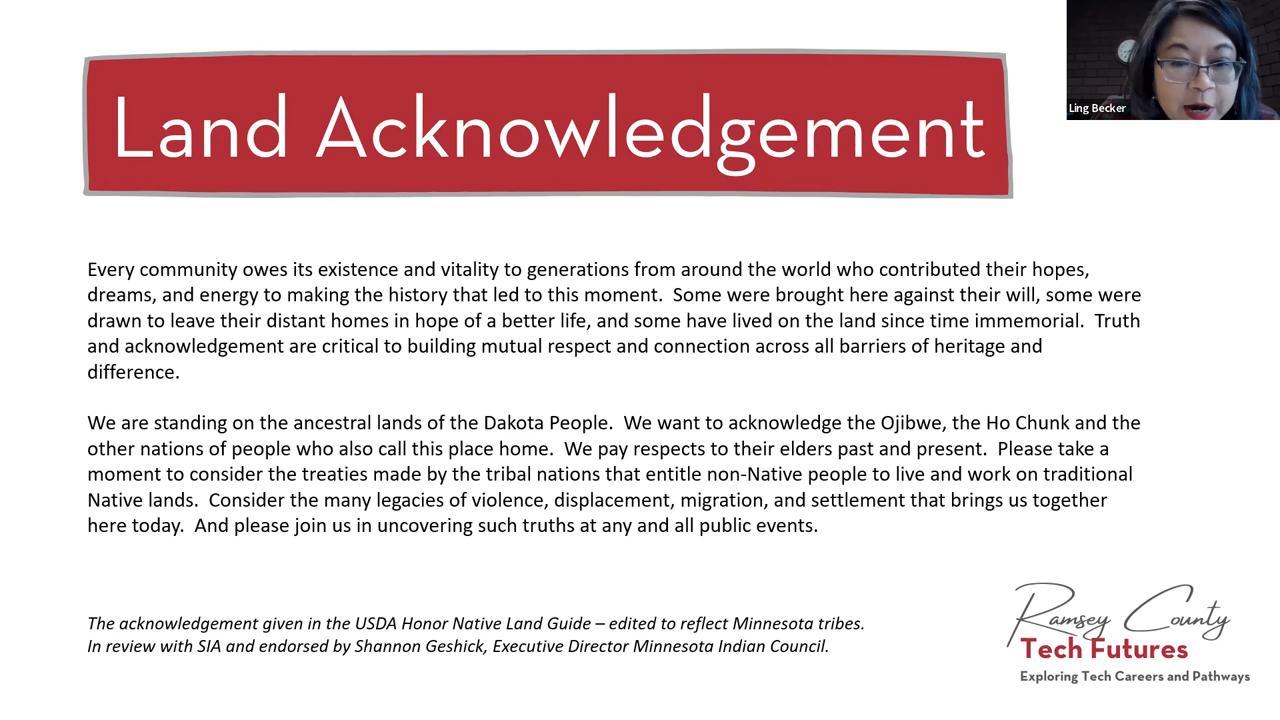 Land Acknowledgement
Ling Becker
Every community owes its existence and vitality to generations from around the world who contributed their hopes,
dreams, and energy to making the history that led to this moment.  Some were brought here against their will, some were
drawn to leave their distant homes in hope of a better life, and some have lived on the land since time immemorial.  Truth
and acknowledgement are critical to building mutual respect and connection across all barriers of heritage and
difference.
We are standing on the ancestral lands of the Dakota People.  We want to acknowledge the Ojibwe, the Ho Chunk and the
other nations of people who also call this place home.  We pay respects to their elders past and present.  Please take a
moment to consider the treaties made by the tribal nations that entitle non-Native people to live and work on traditional
Native lands.  Consider the many legacies of violence, displacement, migration, and settlement that brings us together
here today.  And please join us in uncovering such truths at any and all public events.
The acknowledgement given in the USDA Honor Native Land Guide – edited to reflect Minnesota tribes.
In review with SIA and endorsed by Shannon Geshick, Executive Director Minnesota Indian Council.
Ramsey County
Tech Futures
Exploring Tech Careers and Pathways